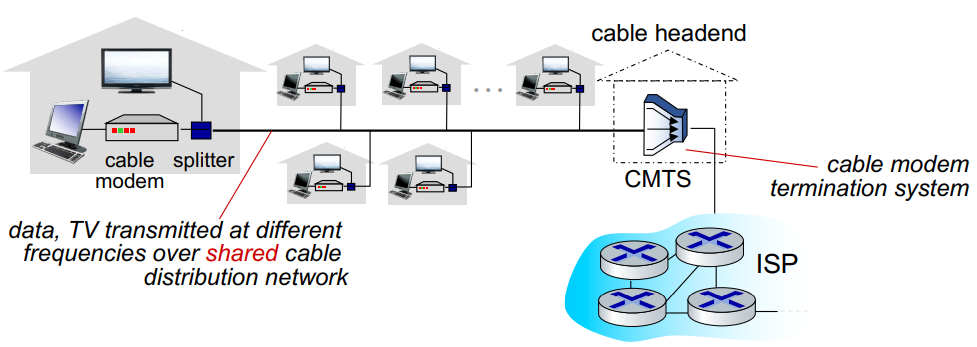 cable headend
cable
modem
splitter
CMTS
cable modem
termination system
data, TV transmitted at different
frequencies over shared cable
distribution network
ISP